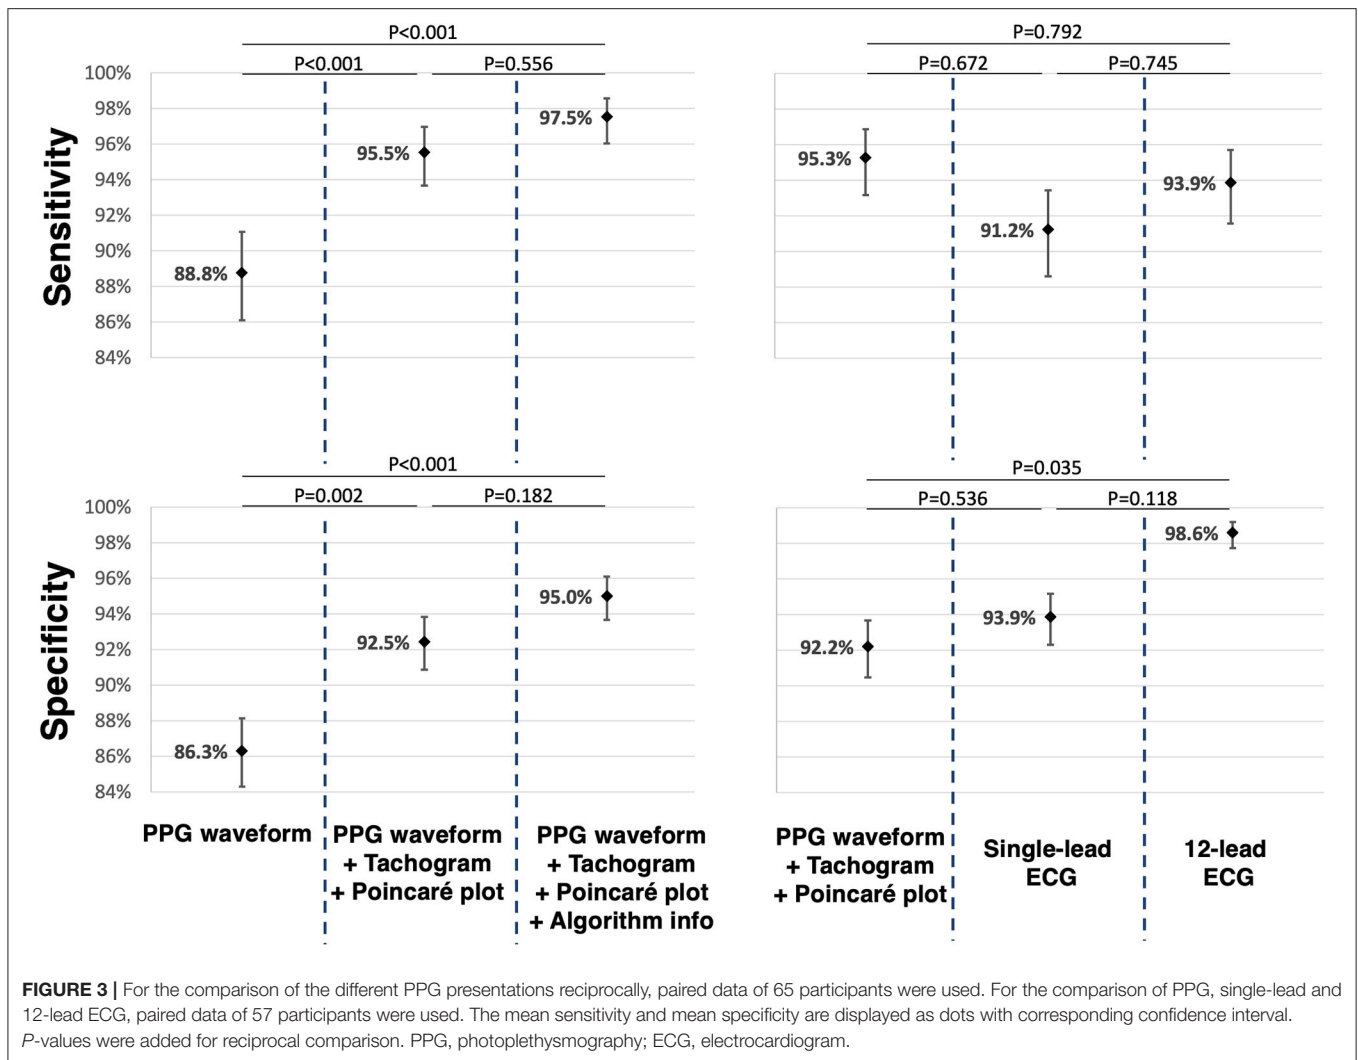 P<0.001
P<0.001
P=0.556
100%
98%
96%
94%
92%
90%
88%
86%
84%
Sensitivity
88.8%
95.5%
97.5%
P=0.792
P=0.672
P=0.745
95.3%
91.2%
93.9%
P<0.001
P=0.002
P=0.182
100%
98%
96%
94%
92%
90%
88%
86%
84%
Specificity
86.3%
92.5%
95.0%
P=0.035
P=0.536
P=0.118
92.2%
93.9%
98.6%
PPG waveform
PPG waveform
+ Tachogram
+ Poincaré plot
PPG waveform
+ Tachogram
+ Poincaré plot
+ Algorithm info
PPG waveform
+ Tachogram
+ Poincaré plot
Single-lead
ECG
12-lead
ECG
FIGURE 3 | For the comparison of the different PPG presentations reciprocally, paired data of 65 participants were used. For the comparison of PPG, single-lead and
12-lead ECG, paired data of 57 participants were used. The mean sensitivity and mean specificity are displayed as dots with corresponding confidence interval.
P-values were added for reciprocal comparison. PPG, photoplethysmography; ECG, electrocardiogram.